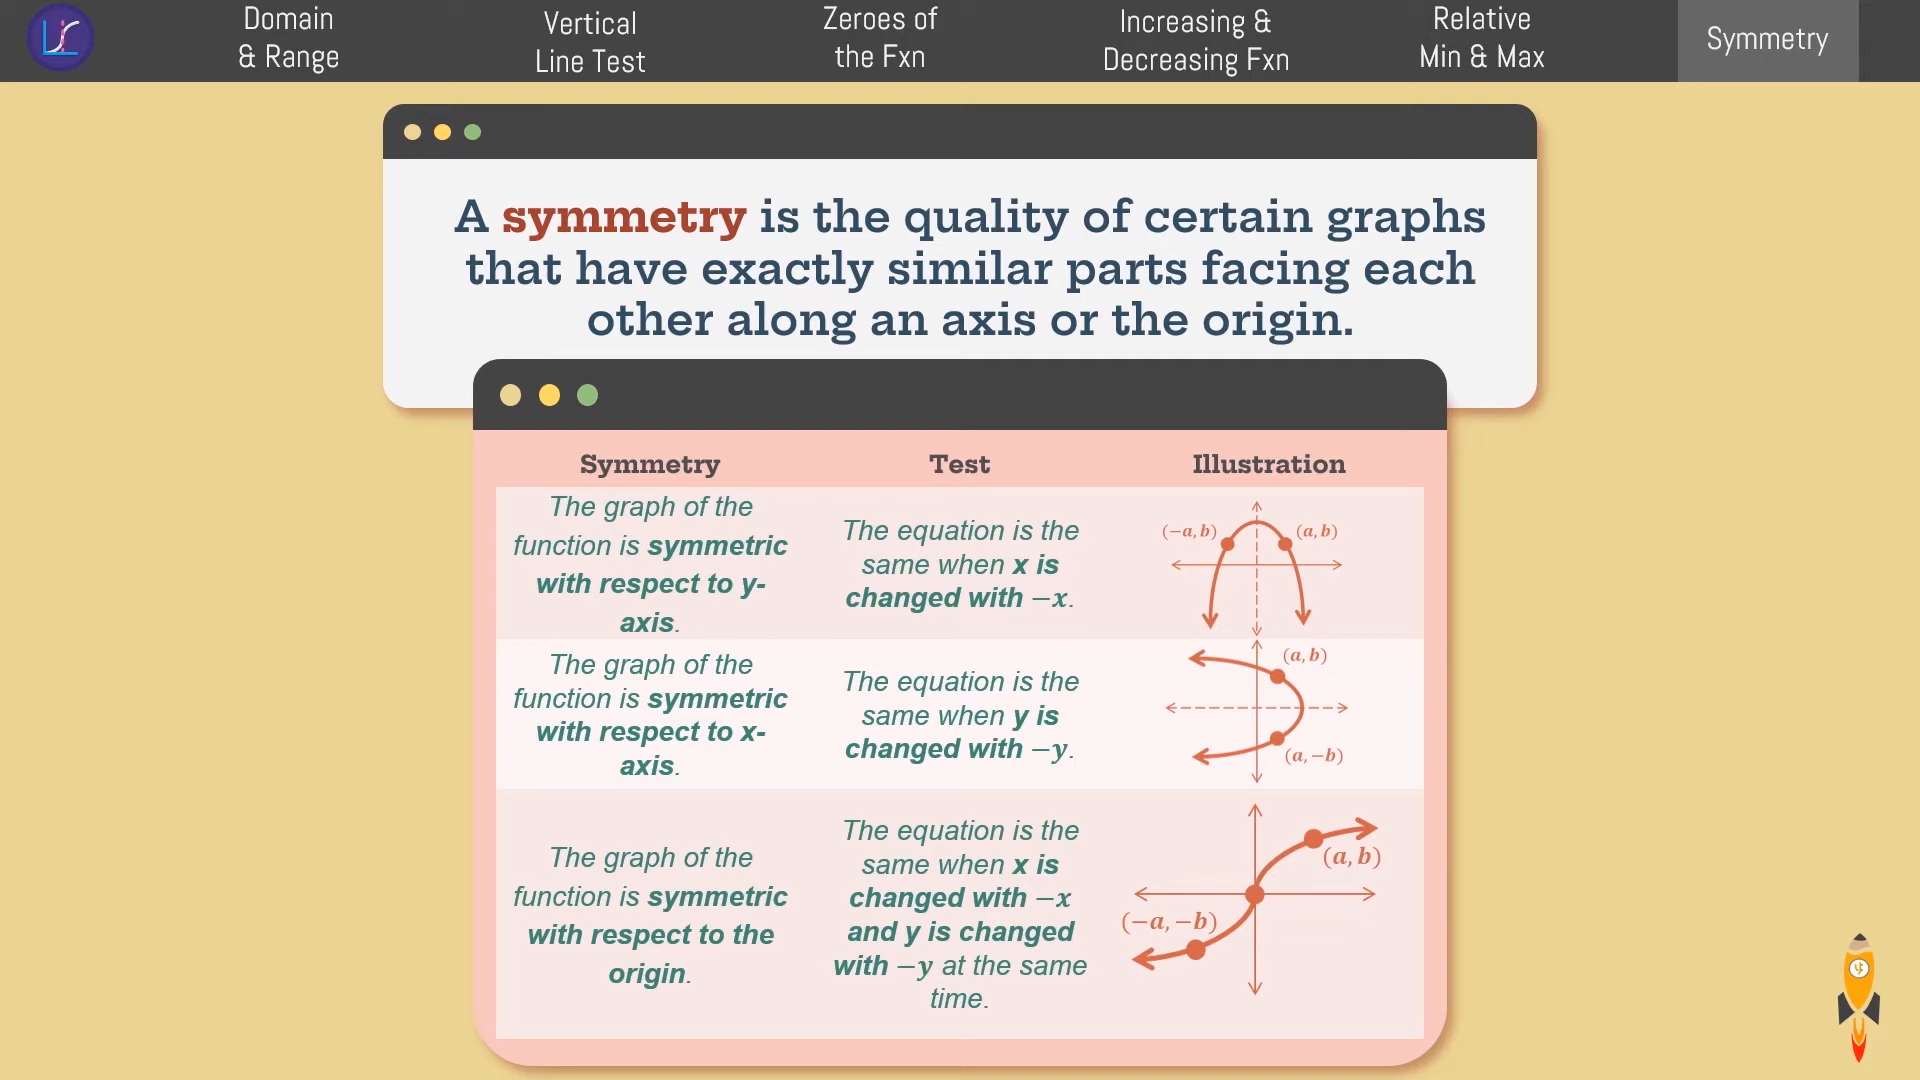 Domain
& Range
Vertical
Line Test
Zeroes of
the Fxn
Increasing &
Decreasing Fxn
Relative
Min & Max
Symmetry
A symmetry is the quality of certain graphs
that have exactly similar parts facing each
other along an axis or the origin.
Symmetry
Test
Illustration
The graph of the
function is symmetric
with respect to y-
axis.
The equation is the
same when x is
changed with −x.
(−a, b)
(a, b)
The graph of the
function is symmetric
with respect to x-
axis.
The equation is the
same when y is
changed with −y.
(a, b)
(a, −b)
The graph of the
function is symmetric
with respect to the
origin.
The equation is the
same when x is
changed with −x
and y is changed
with −y at the same
time.
(a, b)
(−a, −b)